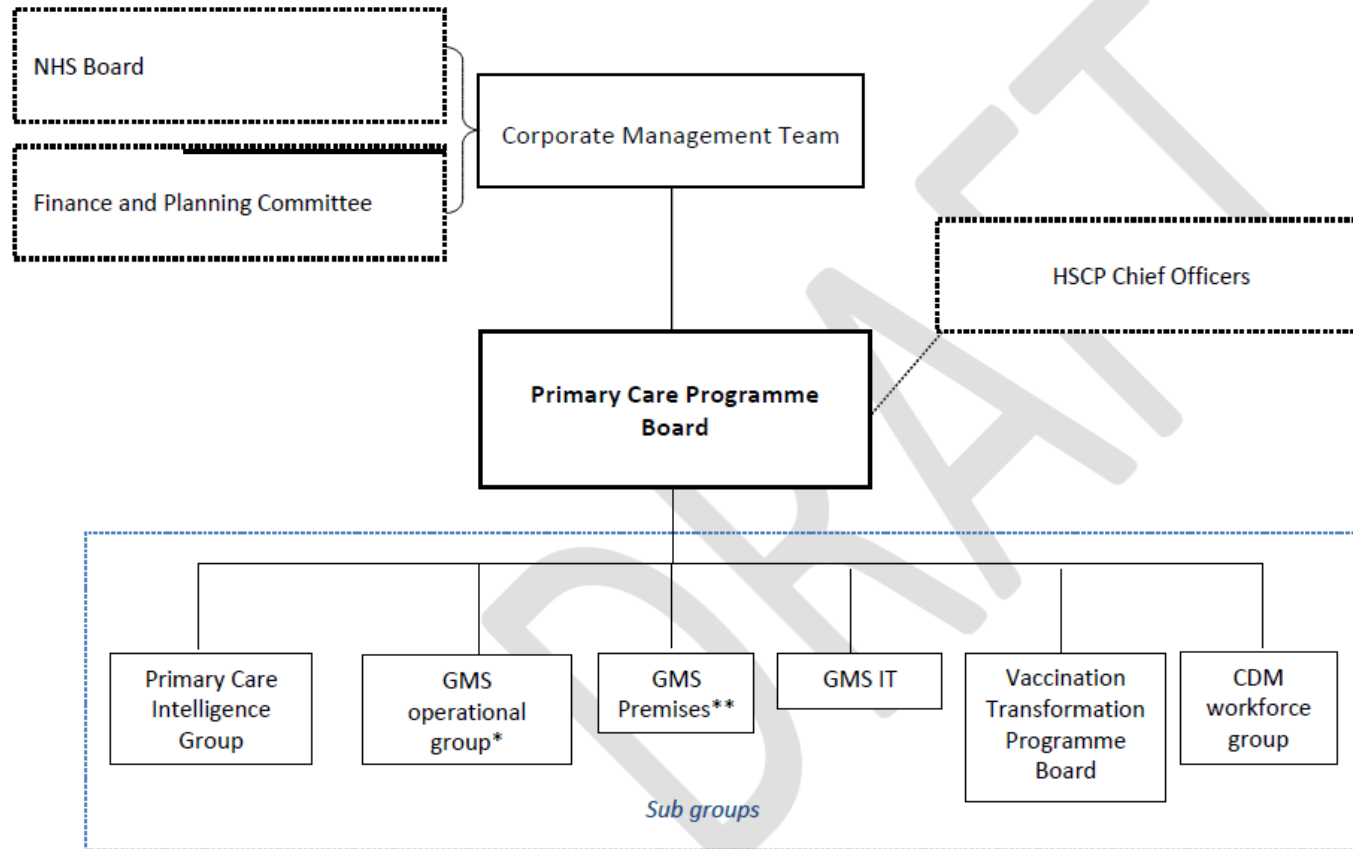 NHS Board
Corporate Management Team
Finance and Planning Committee
HSCP Chief Officers
Primary Care Programme
Board
Primary Care
Intelligence
Group
GMS
operational
group*
GMS
Premises**
GMS IT
Vaccination
Transformation
Programme
Board
CDM
workforce
group
Sub groups
DRAFT